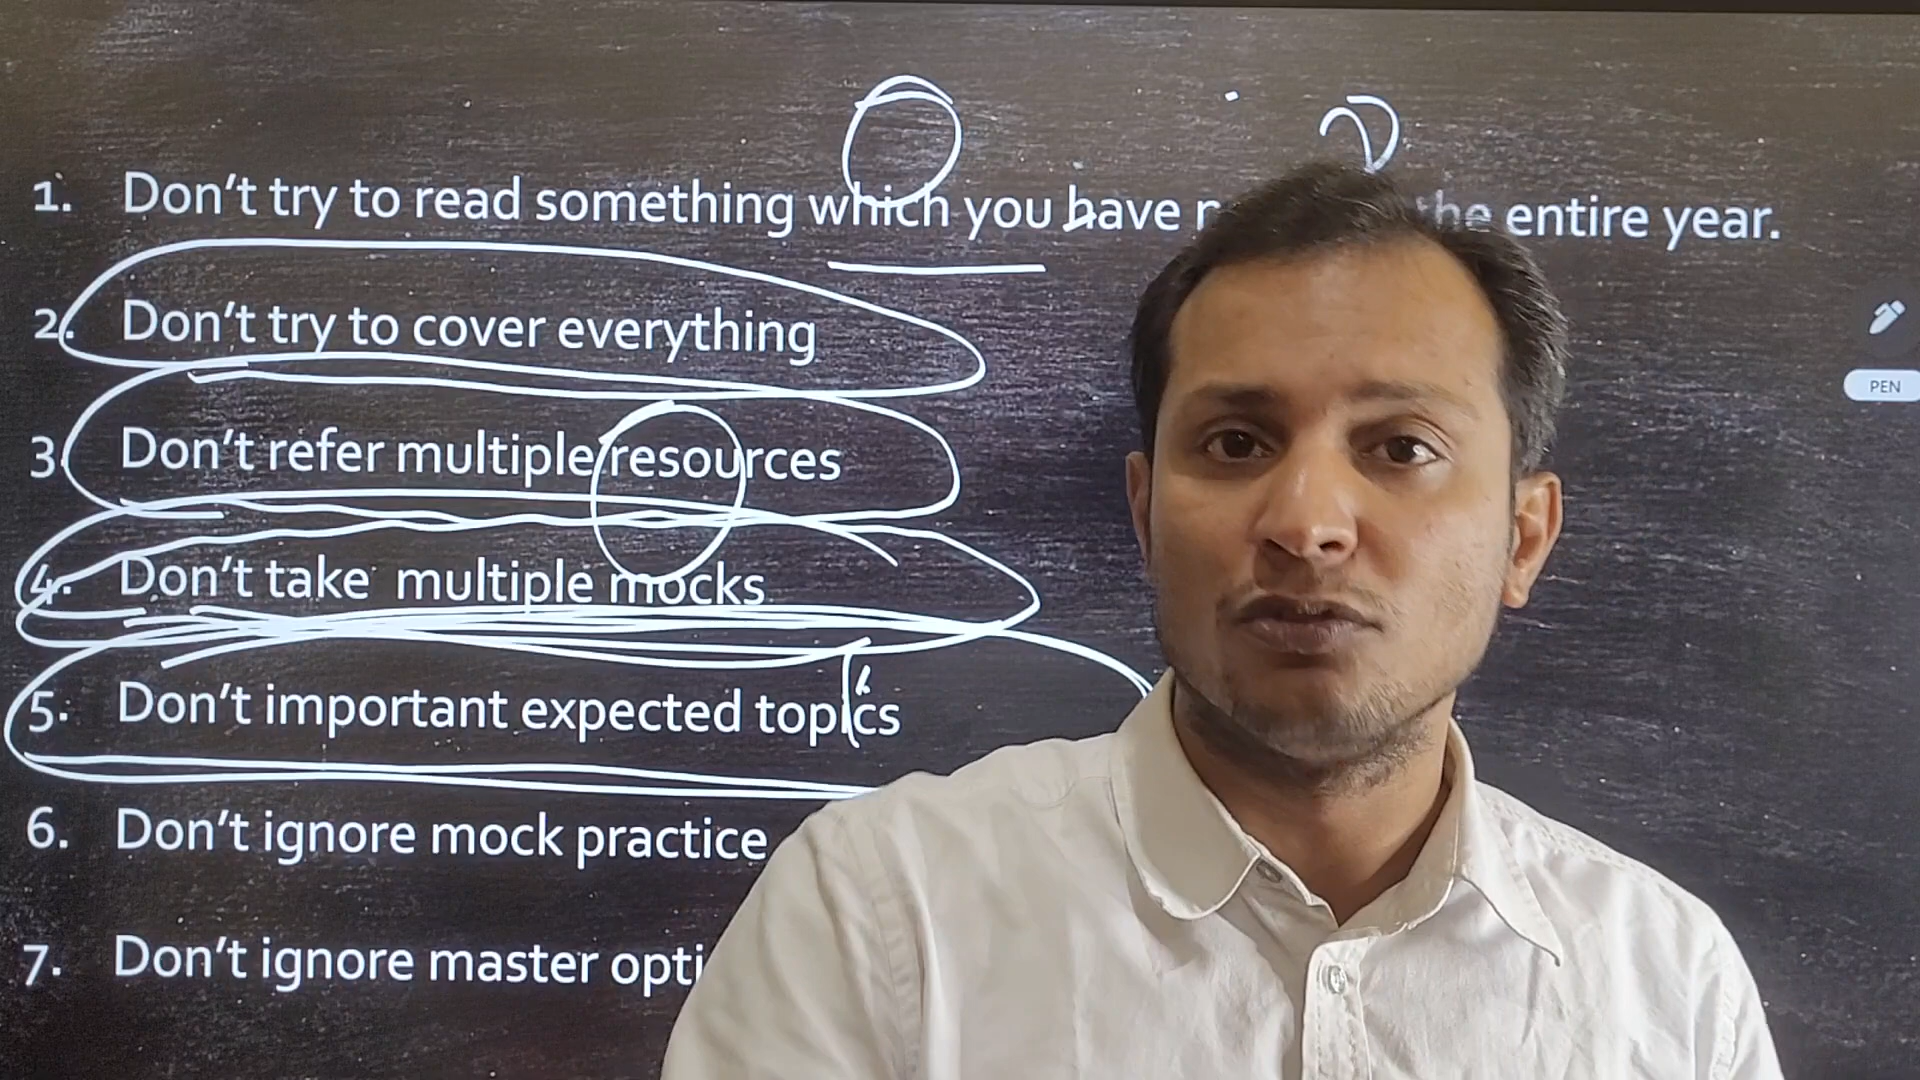 1. Don't try to read something which you have the entire year.
2. Don't try to cover everything
PEN
3. Don't refer multiple resources
4. Don't take multiple mocks
5. Don't important expected topics
6. Don't ignore mock practice
7. Don't ignore master opti